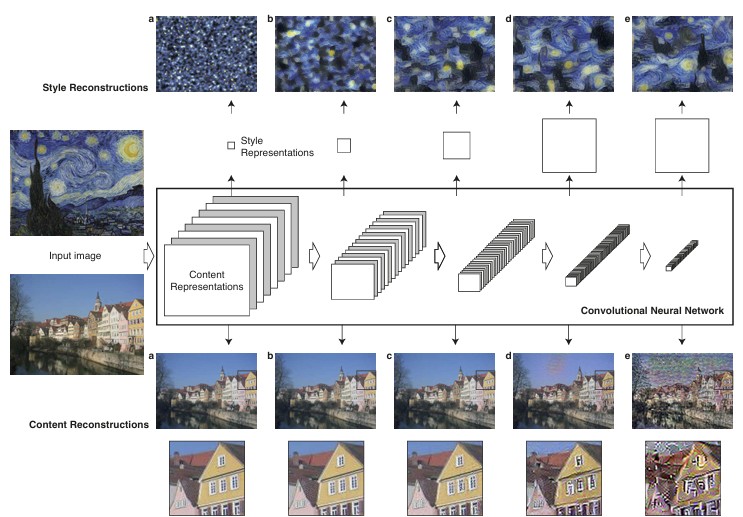 a b c d e
Style Reconstructions
Style
Representations
Input image
Content
Representations
Convolutional Neural Network
a b c d e
Content Reconstructions